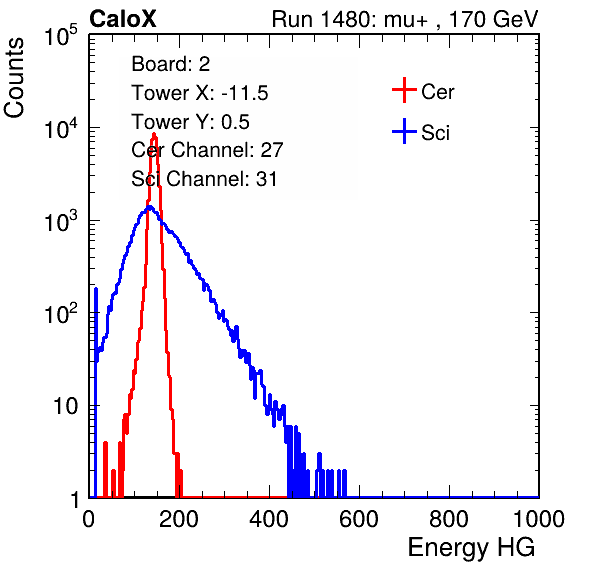 CaloX Run 1480: mu+ , 170 GeV
Counts
10^5
10^4
10^3
10^2
10
1
Board: 2
Tower X: -11.5
Tower Y: 0.5
Cer Channel: 27
Sci Channel: 31
Cer
Sci
0 200 400 600 800 1000
Energy HG